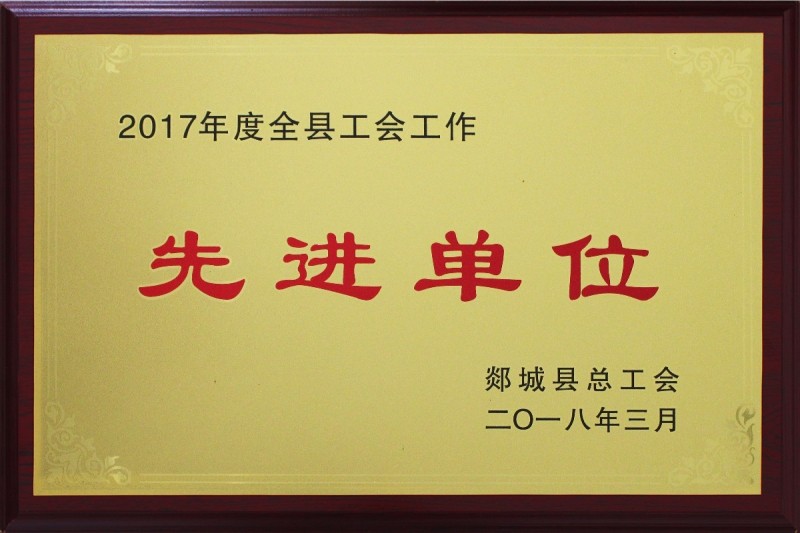 2017年度全县工会工作
先进单位
郯城县总工会
二〇一八年三月